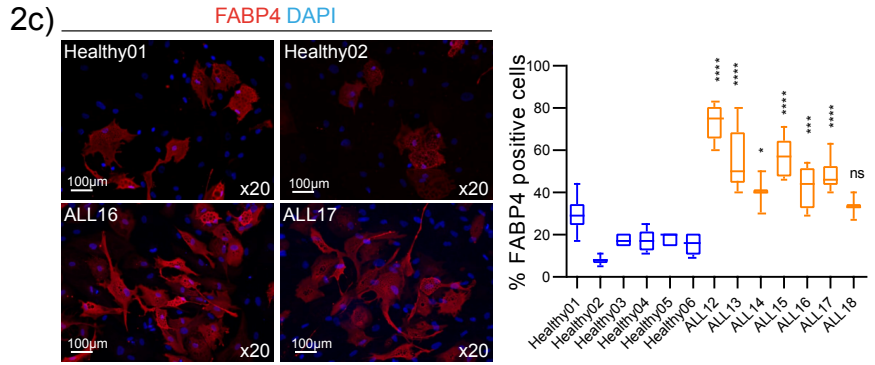 2c)
FABP4 DAPI
Healthy01
100µm
x20
Healthy02
100µm
x20
ALL16
100µm
x20
ALL17
100µm
x20
% FABP4 positive cells
100
80
60
40
20
0
****
****
*
****
***
****
ns
Healthy01
Healthy02
Healthy03
Healthy04
Healthy05
Healthy06
ALL12
ALL13
ALL14
ALL15
ALL16
ALL17
ALL18